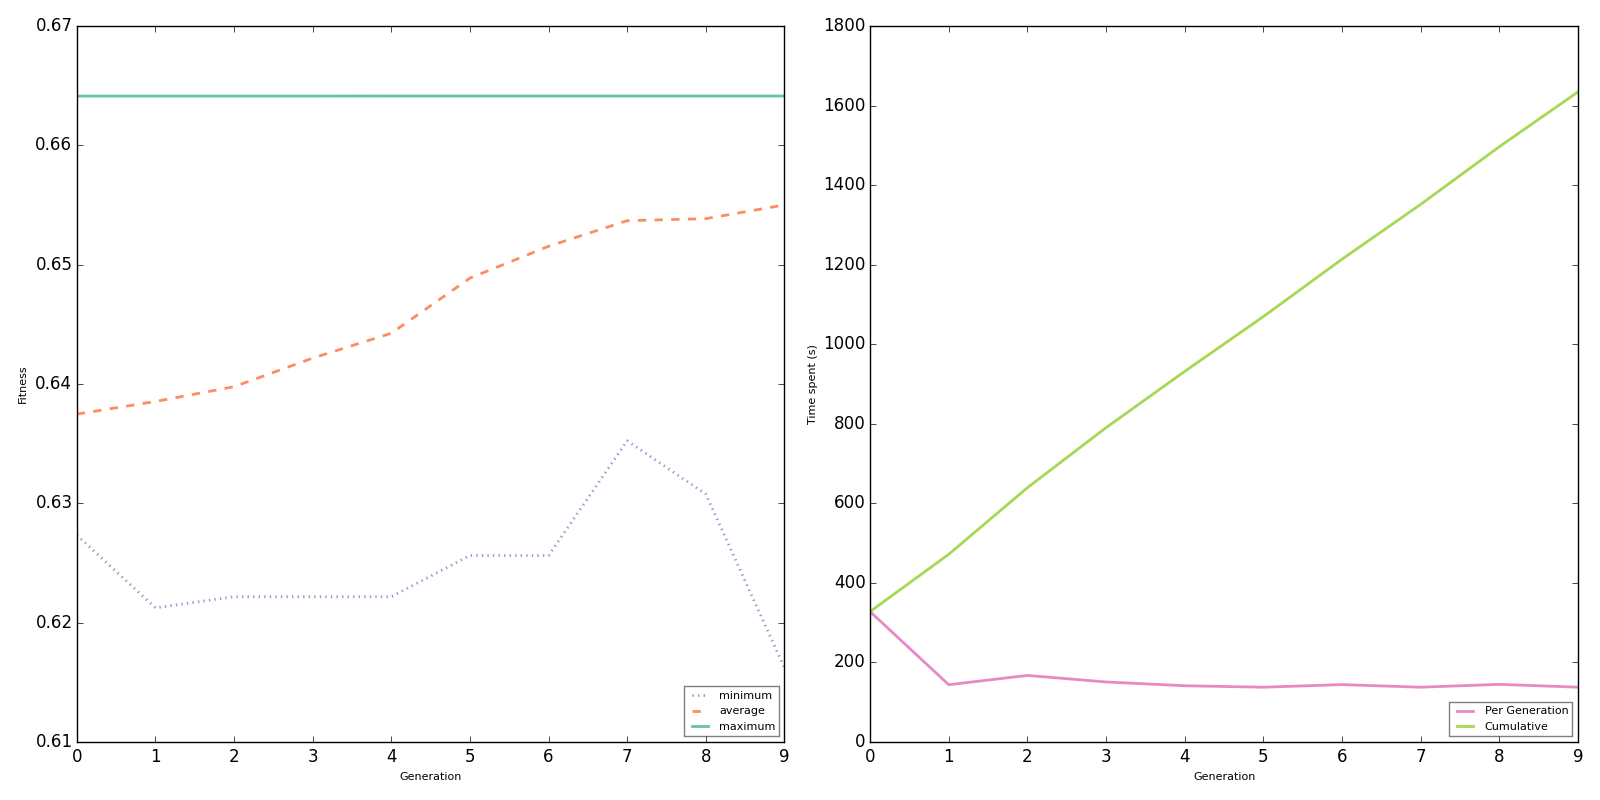 0.67
0.66
0.65
0.64
0.63
0.62
0.61
Fitness
0 1 2 3 4 5 6 7 8 9
Generation
minimum
average
maximum
1800
1600
1400
1200
1000
800
600
400
200
0
Time spent (s)
0 1 2 3 4 5 6 7 8 9
Generation
Per Generation
Cumulative